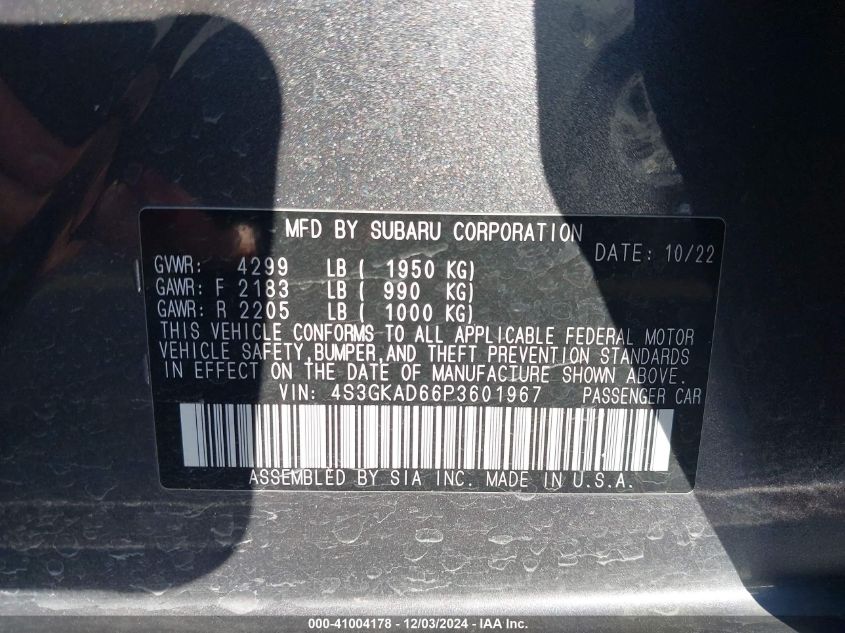 MFD BY SUBARU CORPORATION
DATE: 10/22
GVWR: 4299 LB ( 1950 KG)
GAWR: F 2183 LB ( 990 KG)
GAWR: R 2205 LB ( 1000 KG)
THIS VEHICLE CONFORMS TO ALL APPLICABLE FEDERAL MOTOR
VEHICLE SAFETY,BUMPER,AND THEFT PREVENTION STANDARDS
IN EFFECT ON THE DATE OF MANUFACTURE SHOWN ABOVE.
VIN: 4S3GKAD66P3601967 PASSENGER CAR
ASSEMBLED BY SIA INC. MADE IN U.S.A.
000-41004178 - 12/03/2024 - IAA Inc.